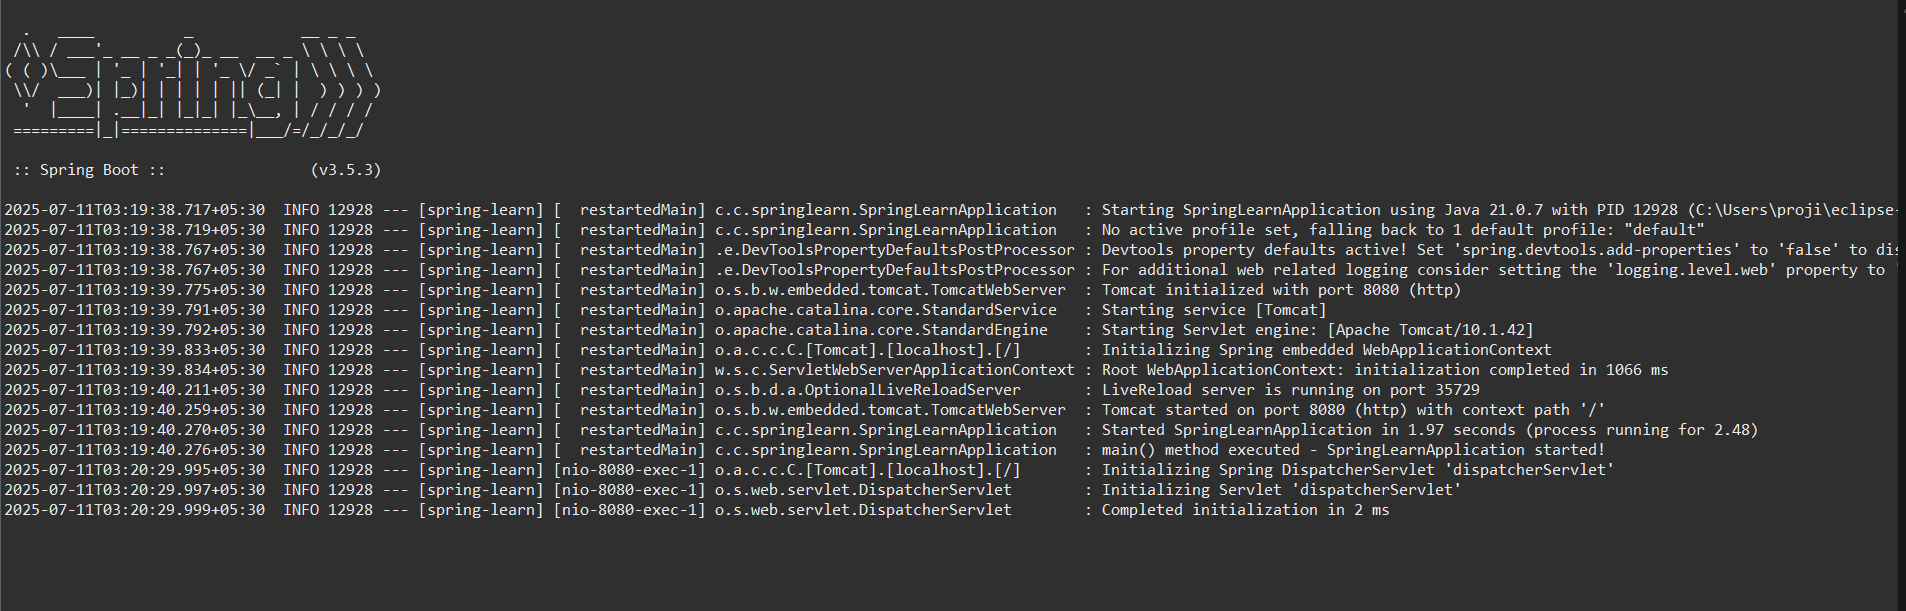 .   ____          _            __ _ _
 /\\ / ___'_ __ _ _(_)_ __  __ _ \ \ \ \
( ( )\___ | '_ | '_| | '_ \/ _` | \ \ \ \
 \\/  ___)| |_)| | | | | || (_| |  ) ) ) )
  '  |____| .__|_| |_|_| |_\__, | / / / /
 =========|_|==============|___/=/_/_/_/

 :: Spring Boot ::                (v3.5.3)

2025-07-11T03:19:38.717+05:30  INFO 12928 --- [spring-learn] [  restartedMain] c.c.springlearn.SpringLearnApplication   : Starting SpringLearnApplication using Java 21.0.7 with PID 12928 (C:\Users\proji\eclipse-
2025-07-11T03:19:38.719+05:30  INFO 12928 --- [spring-learn] [  restartedMain] c.c.springlearn.SpringLearnApplication   : No active profile set, falling back to 1 default profile: "default"
2025-07-11T03:19:38.767+05:30  INFO 12928 --- [spring-learn] [  restartedMain] .e.DevToolsPropertyDefaultsPostProcessor : Devtools property defaults active! Set 'spring.devtools.add-properties' to 'false' to dis
2025-07-11T03:19:38.767+05:30  INFO 12928 --- [spring-learn] [  restartedMain] .e.DevToolsPropertyDefaultsPostProcessor : For additional web related logging consider setting the 'logging.level.web' property to '
2025-07-11T03:19:39.775+05:30  INFO 12928 --- [spring-learn] [  restartedMain] o.s.b.w.embedded.tomcat.TomcatWebServer  : Tomcat initialized with port 8080 (http)
2025-07-11T03:19:39.791+05:30  INFO 12928 --- [spring-learn] [  restartedMain] o.apache.catalina.core.StandardService   : Starting service [Tomcat]
2025-07-11T03:19:39.792+05:30  INFO 12928 --- [spring-learn] [  restartedMain] o.apache.catalina.core.StandardEngine    : Starting Servlet engine: [Apache Tomcat/10.1.42]
2025-07-11T03:19:39.833+05:30  INFO 12928 --- [spring-learn] [  restartedMain] o.a.c.c.C.[Tomcat].[localhost].[/]       : Initializing Spring embedded WebApplicationContext
2025-07-11T03:19:39.834+05:30  INFO 12928 --- [spring-learn] [  restartedMain] w.s.c.ServletWebServerApplicationContext : Root WebApplicationContext: initialization completed in 1066 ms
2025-07-11T03:19:40.211+05:30  INFO 12928 --- [spring-learn] [  restartedMain] o.s.b.d.a.OptionalLiveReloadServer       : LiveReload server is running on port 35729
2025-07-11T03:19:40.259+05:30  INFO 12928 --- [spring-learn] [  restartedMain] o.s.b.w.embedded.tomcat.TomcatWebServer  : Tomcat started on port 8080 (http) with context path '/'
2025-07-11T03:19:40.270+05:30  INFO 12928 --- [spring-learn] [  restartedMain] c.c.springlearn.SpringLearnApplication   : Started SpringLearnApplication in 1.97 seconds (process running for 2.48)
2025-07-11T03:19:40.276+05:30  INFO 12928 --- [spring-learn] [  restartedMain] c.c.springlearn.SpringLearnApplication   : main() method executed - SpringLearnApplication started!
2025-07-11T03:20:29.995+05:30  INFO 12928 --- [spring-learn] [nio-8080-exec-1] o.a.c.c.C.[Tomcat].[localhost].[/]       : Initializing Spring DispatcherServlet 'dispatcherServlet'
2025-07-11T03:20:29.997+05:30  INFO 12928 --- [spring-learn] [nio-8080-exec-1] o.s.web.servlet.DispatcherServlet        : Initializing Servlet 'dispatcherServlet'
2025-07-11T03:20:29.999+05:30  INFO 12928 --- [spring-learn] [nio-8080-exec-1] o.s.web.servlet.DispatcherServlet        : Completed initialization in 2 ms